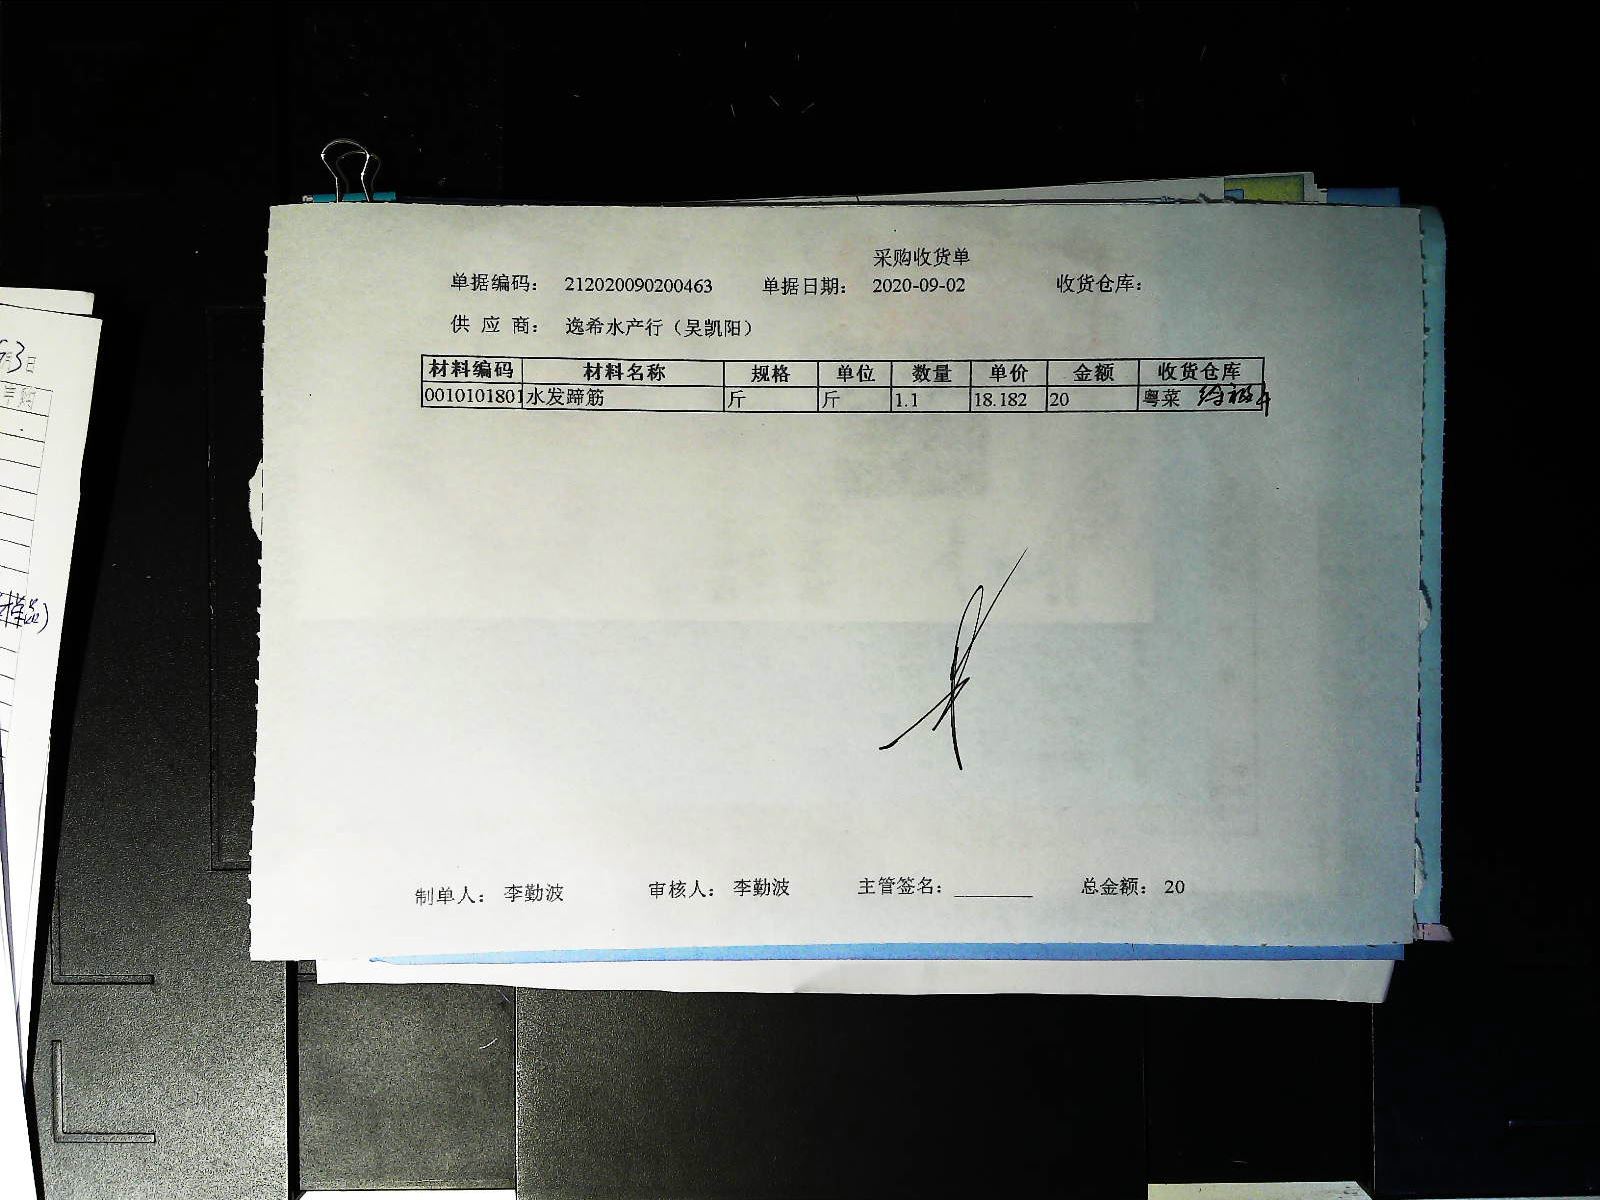 采购收货单
单据编码： 212020090200463 单据日期： 2020-09-02 收货仓库：
供 应 商： 逸希水产行（吴凯阳）
材料编码 材料名称 规格 单位 数量 单价 金额 收货仓库
0010101801 水发蹄筋 斤 斤 1.1 18.182 20 粤菜
制单人： 李勤波 审核人： 李勤波 主管签名： 总金额： 20
3日